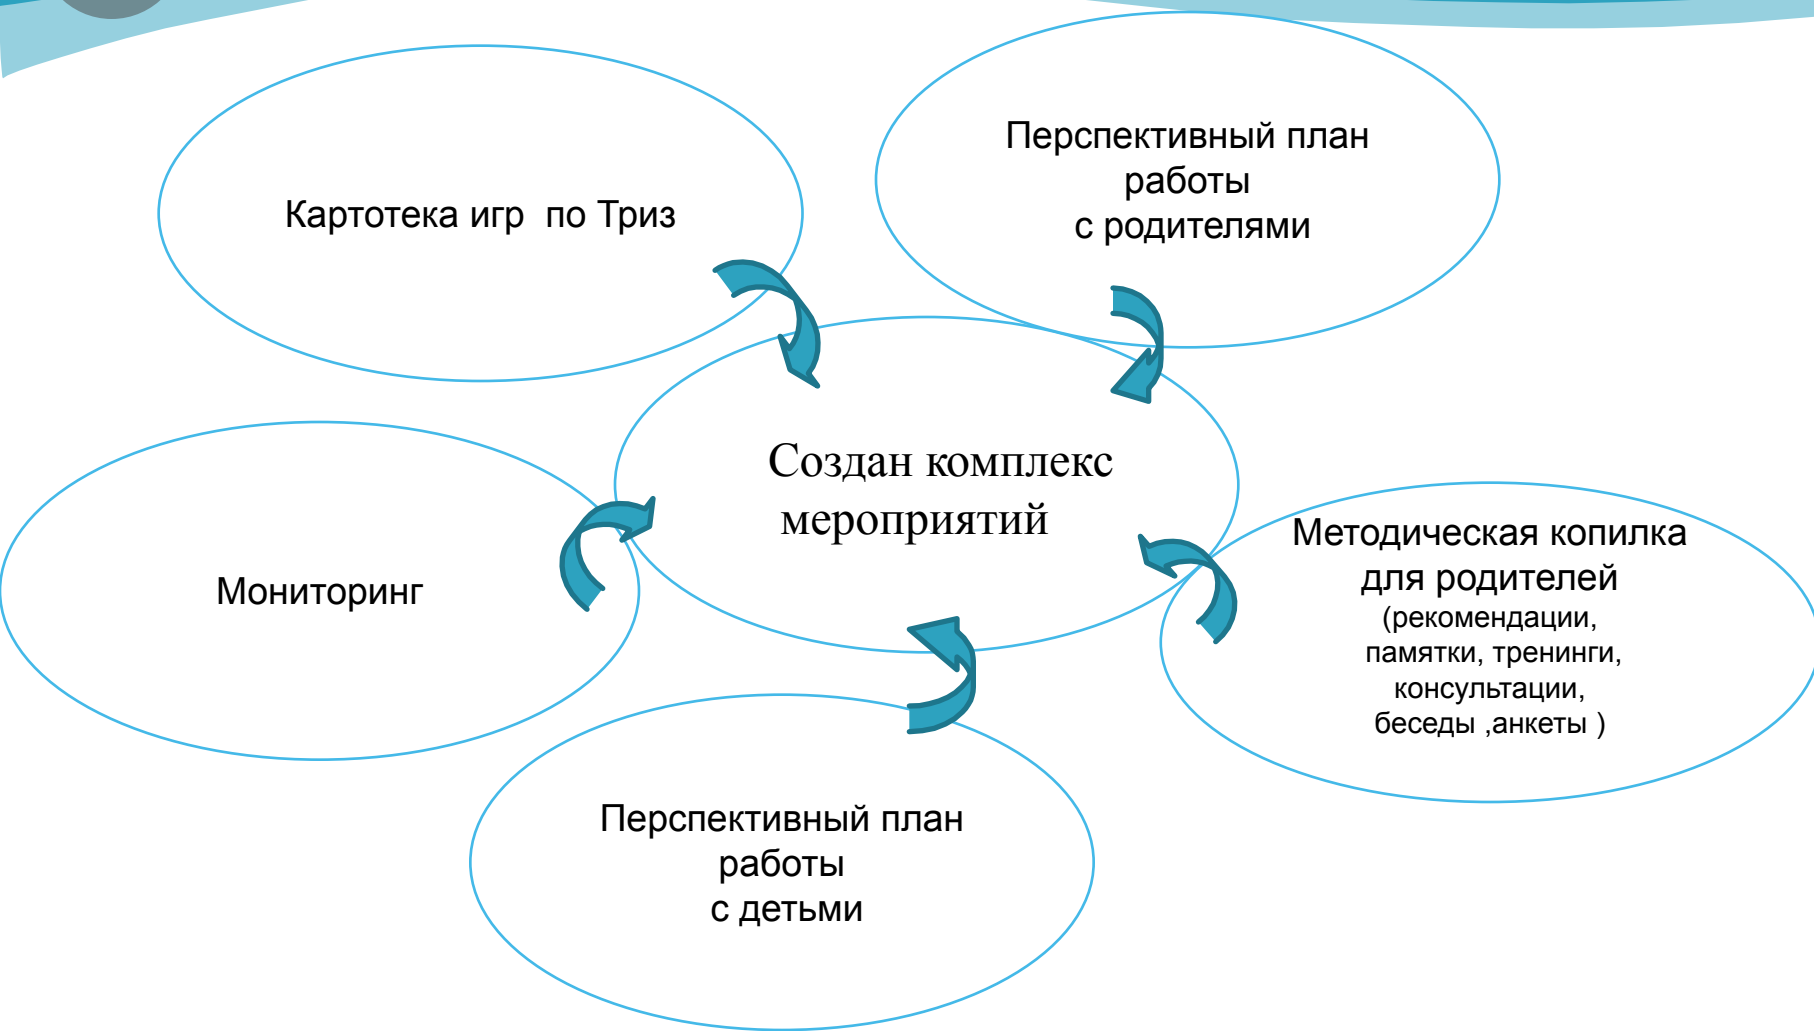 Картотека игр  по Триз
Перспективный план
работы
с родителями
Создан комплекс
мероприятий
Мониторинг
Методическая копилка
для родителей
(рекомендации,
памятки, тренинги,
консультации,
беседы ,анкеты )
Перспективный план
работы
с детьми